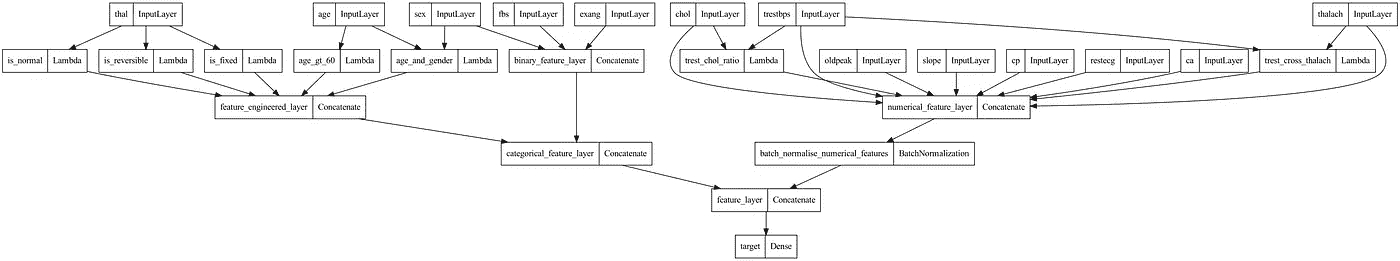 thal InputLayer
age InputLayer
sex InputLayer
fbs InputLayer
exang InputLayer
chol InputLayer
trestbps InputLayer
thalach InputLayer
is_normal Lambda
is_reversible Lambda
is_fixed Lambda
age_gt_60 Lambda
age_and_gender Lambda
binary_feature_layer Concatenate
trest_chol_ratio Lambda
oldpeak InputLayer
slope InputLayer
cp InputLayer
restecg InputLayer
ca InputLayer
trest_cross_thalach Lambda
feature_engineered_layer Concatenate
numerical_feature_layer Concatenate
categorical_feature_layer Concatenate
batch_normalise_numerical_features BatchNormalization
feature_layer Concatenate
target Dense